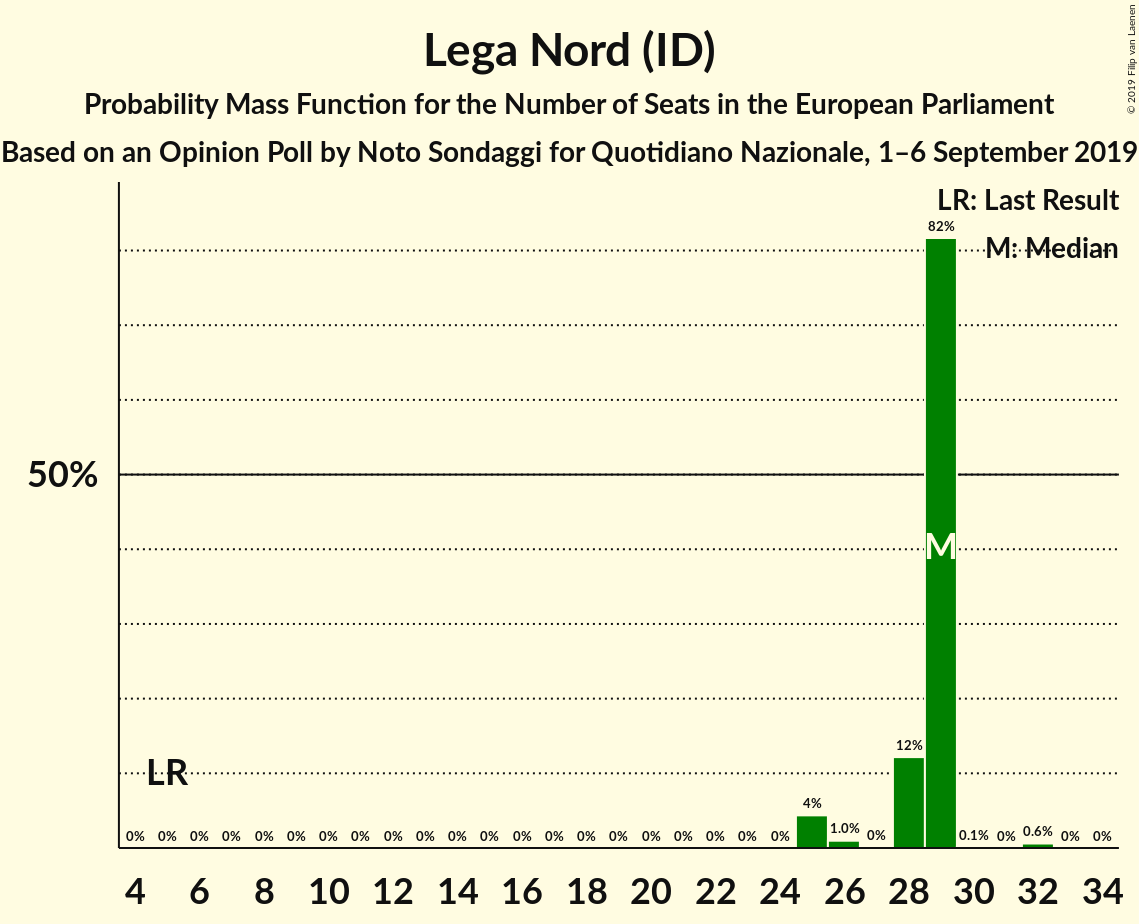 © 2019 Filip van Laenen
Lega Nord (ID)
Probability Mass Function for the Number of Seats in the European Parliament
Based on an Opinion Poll by Noto Sondaggi for Quotidiano Nazionale, 1–6 September 2019
LR: Last Result
M: Median
82%
50%
M
12%
LR
4%
0% 0% 0% 0% 0% 0% 0% 0% 0% 0% 0% 0% 0% 0% 0% 0% 0% 0% 0% 0% 0% 1.0% 0% 0.1% 0% 0.6% 0% 0%
4 6 8 10 12 14 16 18 20 22 24 26 28 30 32 34